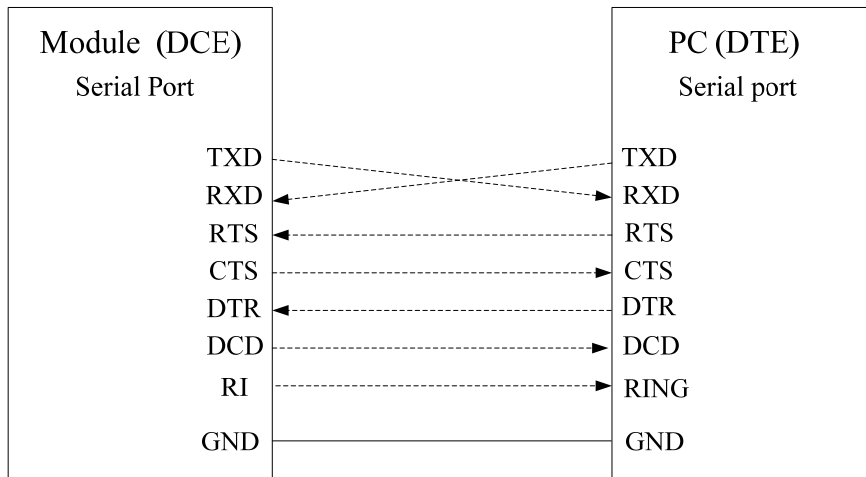 Module (DCE)
Serial Port
TXD
RXD
RTS
CTS
DTR
DCD
RI
GND
PC (DTE)
Serial port
TXD
RXD
RTS
CTS
DTR
DCD
RING
GND